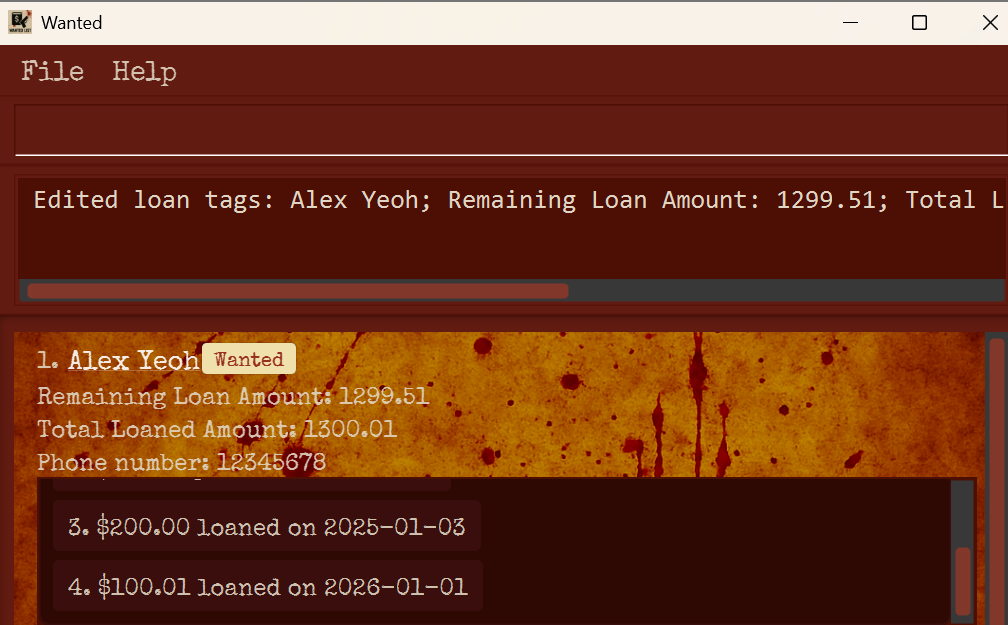 Wanted
File Help
Edited loan tags: Alex Yeoh; Remaining Loan Amount: 1299.51; Total L
1. Alex Yeoh Wanted
Remaining Loan Amount: 1299.51
Total Loaned Amount: 1300.01
Phone number: 12345678
3. $200.00 loaned on 2025-01-03
4. $100.01 loaned on 2026-01-01